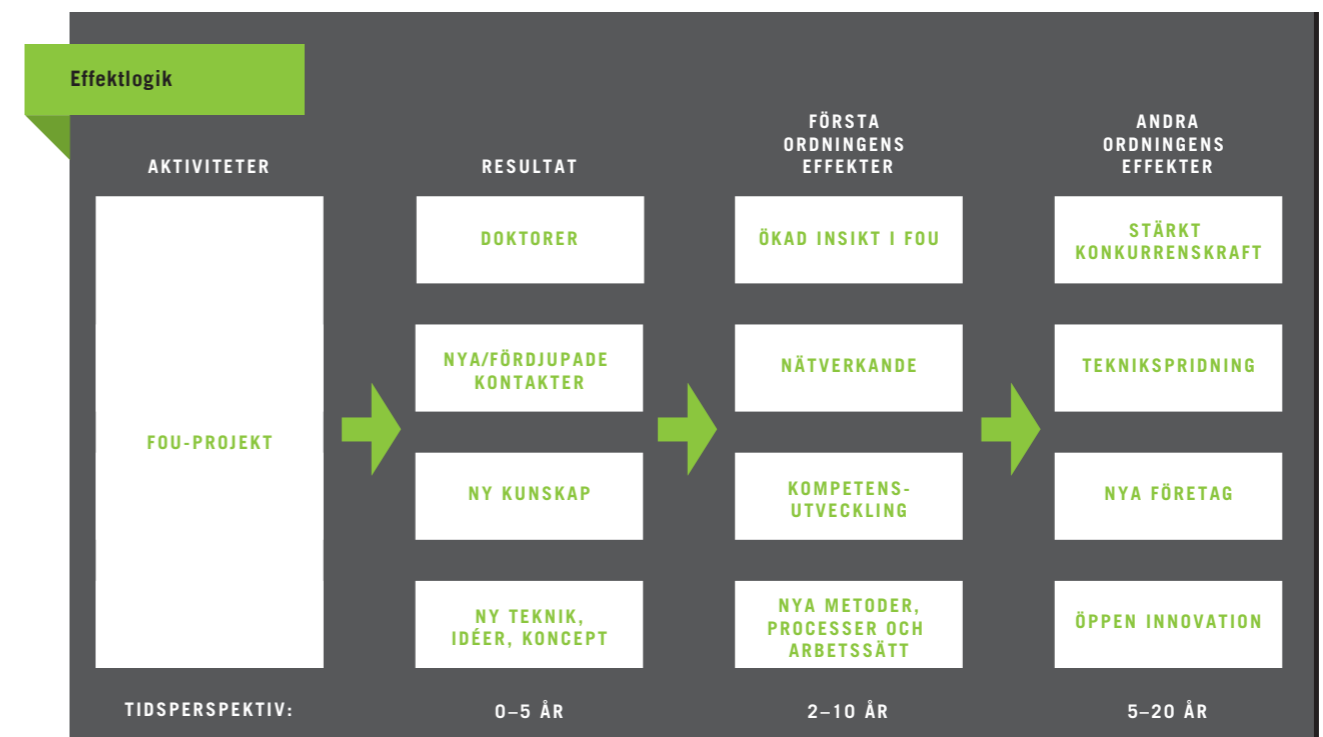 Effektlogik
AKTIVITETER
RESULTAT
FÖRSTA
ORDNINGENS
EFFEKTER
ANDRA
ORDNINGENS
EFFEKTER
FOU-PROJEKT
DOKTORER
NYA/FÖRDJUPADE
KONTAKTER
NY KUNSKAP
NY TEKNIK,
IDÉER, KONCEPT
ÖKAD INSIKT I FOU
NÄTVERKANDE
KOMPETENS-
UTVECKLING
NYA METODER,
PROCESSER OCH
ARBETSSÄTT
STÄRKT
KONKURRENSKRAFT
TEKNIKSPRIDNING
NYA FÖRETAG
ÖPPEN INNOVATION
TIDSPERSPEKTIV:
0–5 ÅR
2–10 ÅR
5–20 ÅR